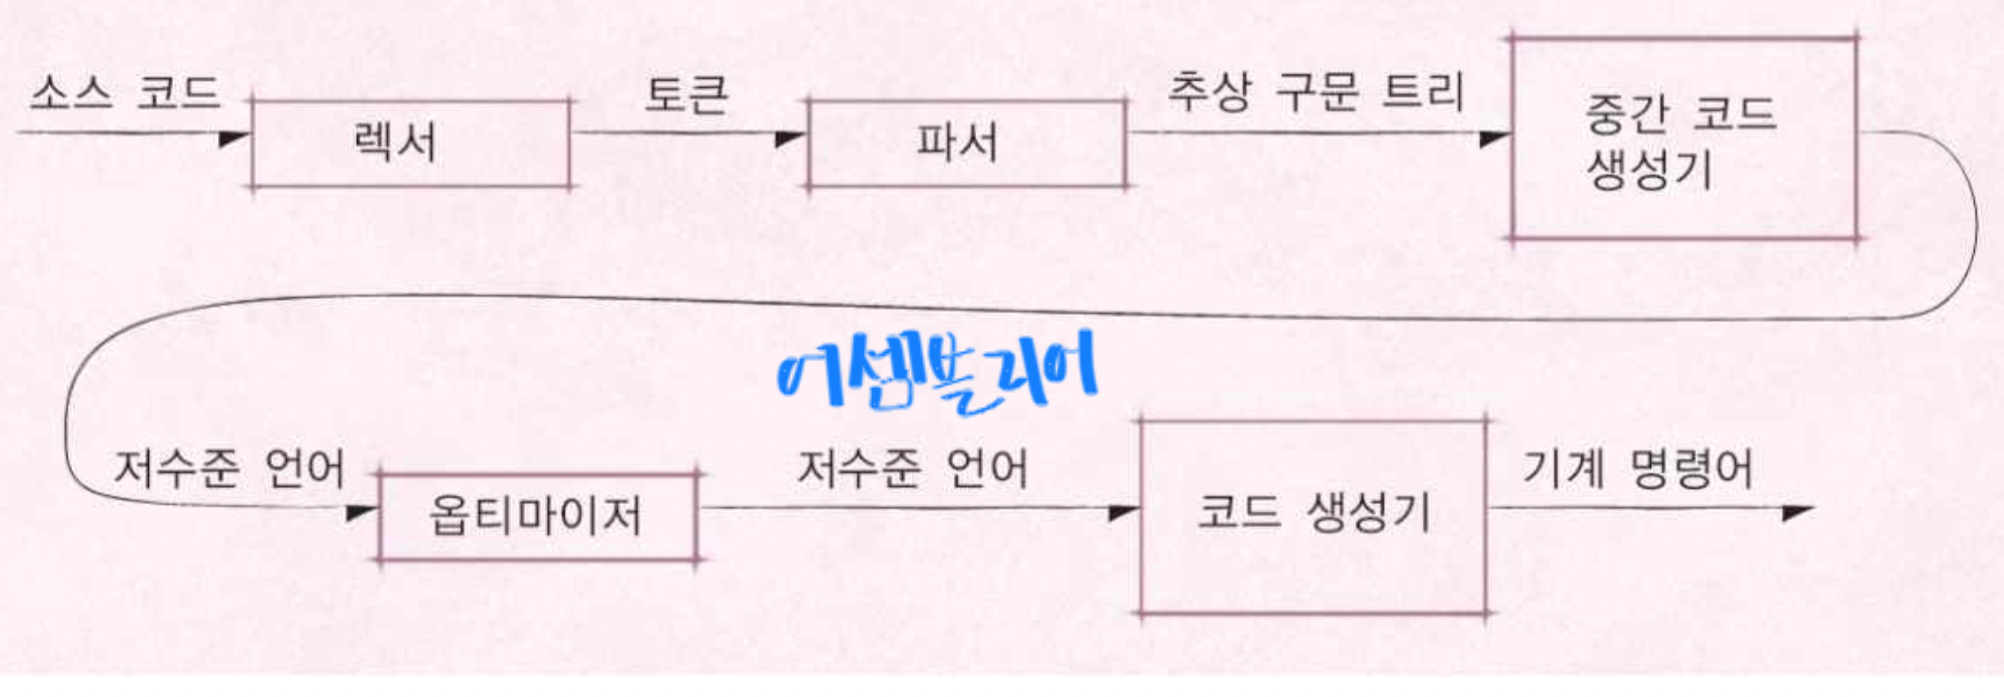 소스 코드
렉서
토큰
파서
추상 구문 트리
중간 코드
생성기
어셈블리어
저수준 언어
옵티마이저
저수준 언어
코드 생성기
기계 명령어